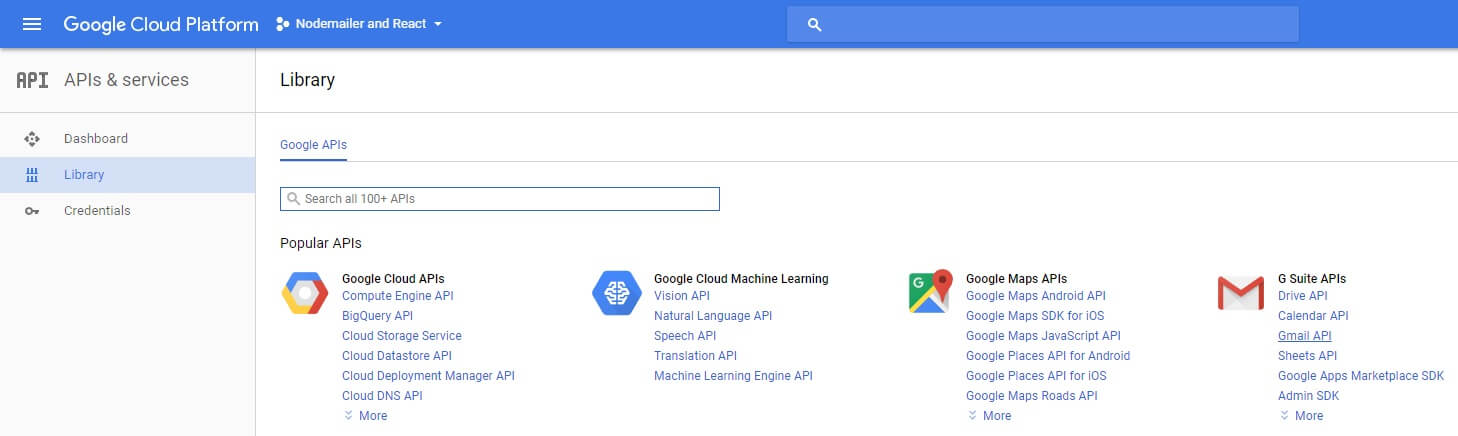 Google Cloud Platform
Nodemailer and React
API
APIs & services
Library
Dashboard
Library
Credentials
Google APIs
Search all 100+ APIs
Popular APIs
Google Cloud APIs
Compute Engine API
BigQuery API
Cloud Storage Service
Cloud Datastore API
Cloud Deployment Manager API
Cloud DNS API
More
Google Cloud Machine Learning
Vision API
Natural Language API
Speech API
Translation API
Machine Learning Engine API
G
Google Maps APIs
Google Maps Android API
Google Maps SDK for iOS
Google Maps JavaScript API
Google Places API for Android
Google Places API for iOS
Google Maps Roads API
More
G Suite APIs
Drive API
Calendar API
Gmail API
Sheets API
Google Apps Marketplace SDK
Admin SDK
More